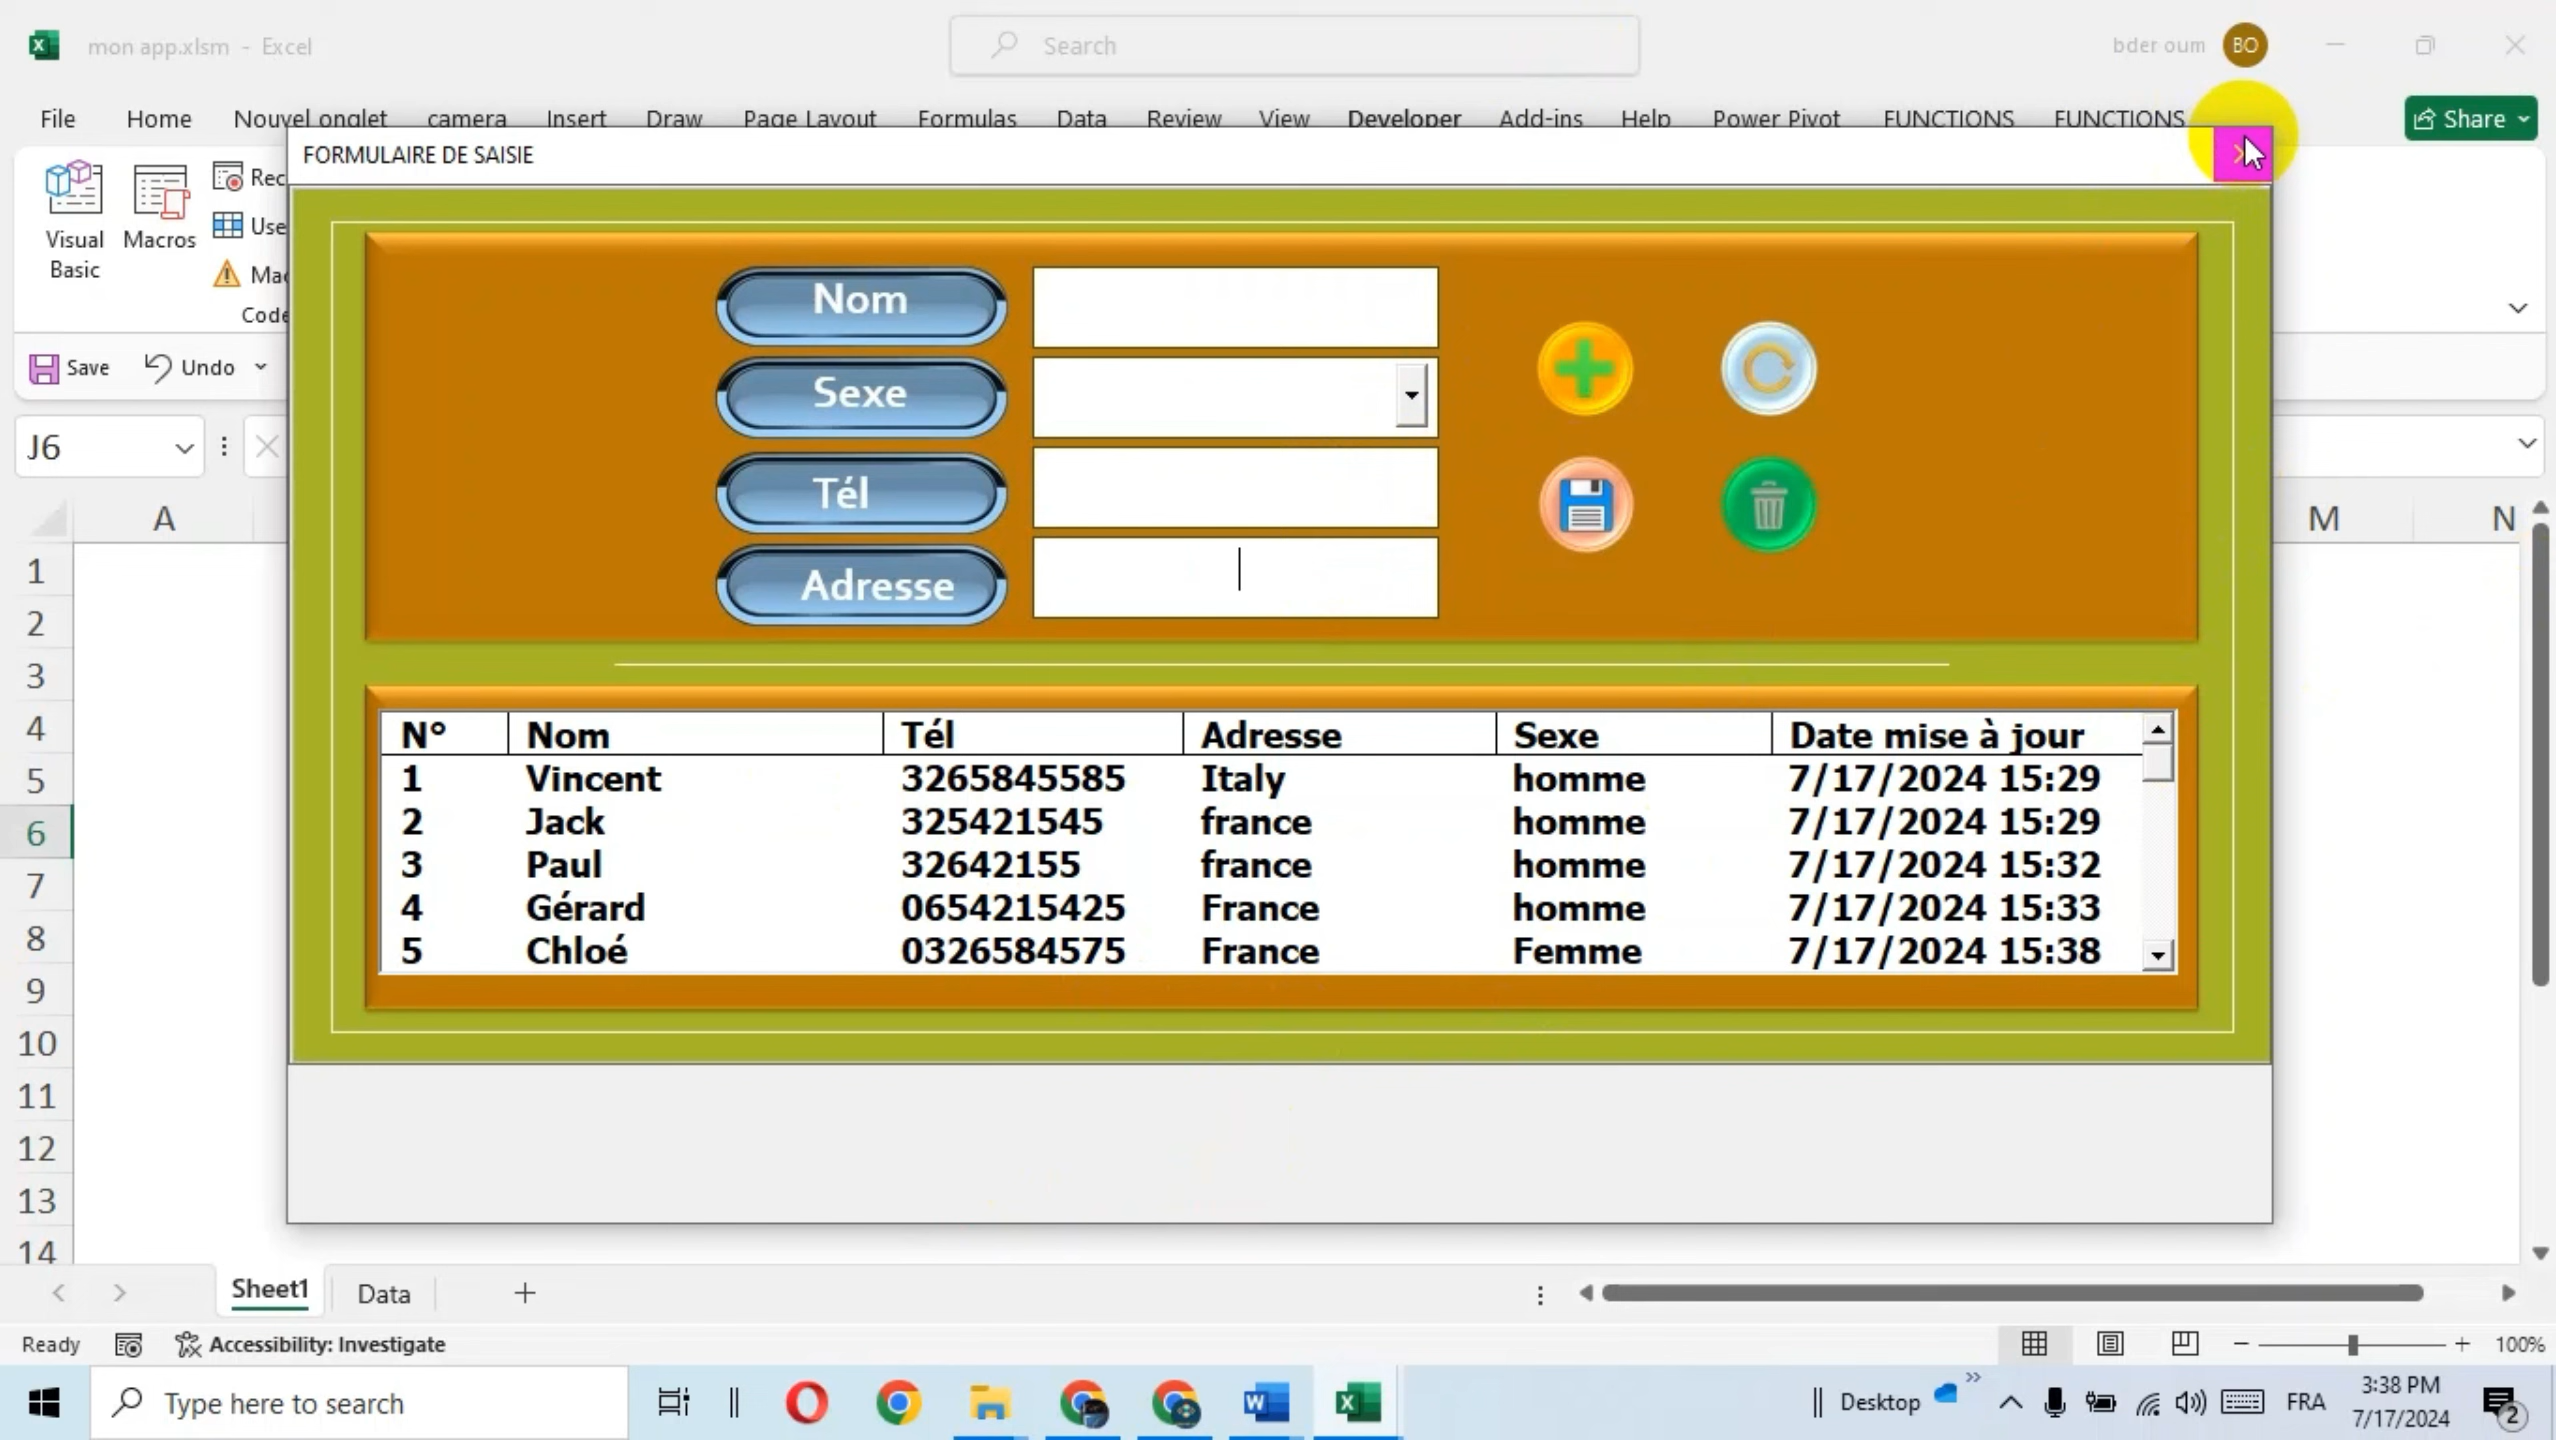 mon app.xlsm - Excel
Search
bder oum BO
File Home Nouvel onglet camera Insert Draw Page Layout Formulas Data Review View Developer Add-ins Help Power Pivot FUNCTIONS FUNCTIONS Share
FORMULAIRE DE SAISIE
Visual Basic
Macros
Code
Save Undo
J6
A M N
1
2
3
4
5
6
7
8
9
10
11
12
13
14
Nom
Sexe
Tél
Adresse
N° Nom Tél Adresse Sexe Date mise à jour
1 Vincent 3265845585 Italy homme 7/17/2024 15:29
2 Jack 325421545 france homme 7/17/2024 15:29
3 Paul 32642155 france homme 7/17/2024 15:32
4 Gérard 0654215425 France homme 7/17/2024 15:33
5 Chloé 0326584575 France Femme 7/17/2024 15:38
Sheet1 Data
Ready Accessibility: Investigate 100%
Type here to search
Desktop FRA
3:38 PM
7/17/2024
2